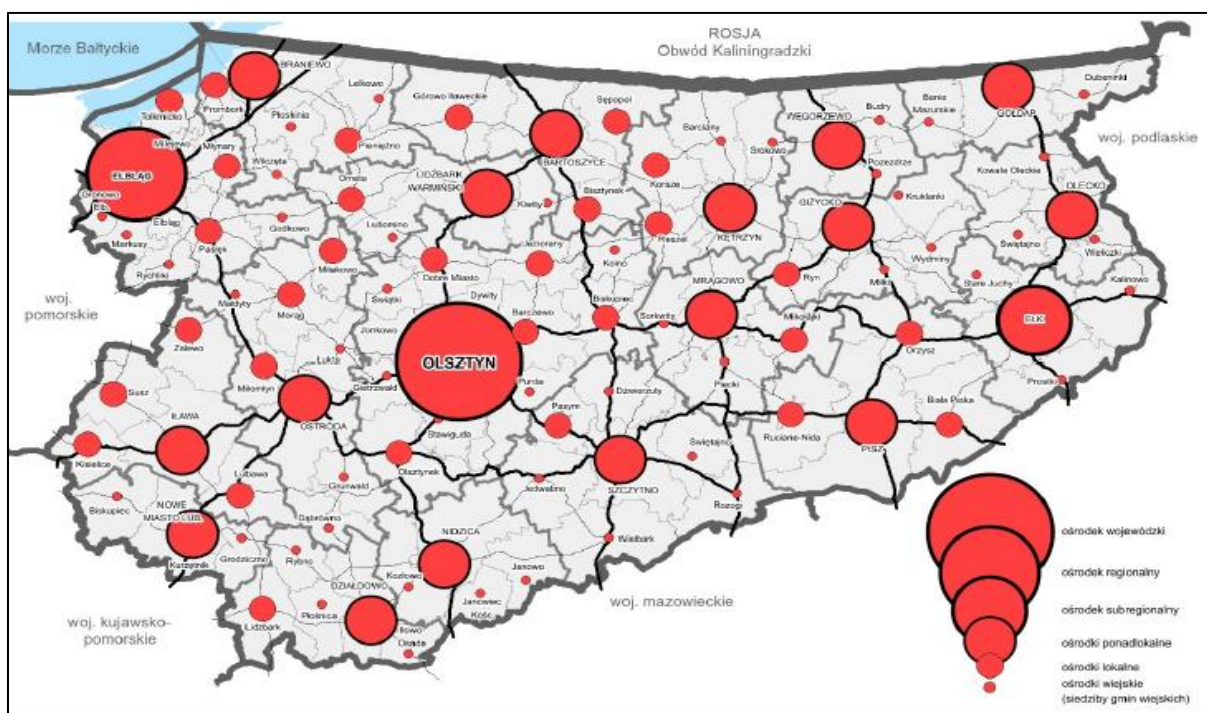 Morze Bałtyckie
ROSJA
Obwód Kaliningradzki
BRANIEWO
Lelkowo
Górowo Iławeckie
Sępopol
Dubeninki
Frombork
Tolkmicko
Płoskinia
Barciany
WĘGORZEWO
Budry
Banie
Mazurskie
GOŁDAP
woj. podlaskie
Milejewo
Młynary
Pieniężno
Srokowo
Wilczęta
BARTOSZYCE
Pozezdrze
Kowale Oleckie
ELBLĄG
Orneta
LIDZBARK
WARMIŃSKI
Korsze
OLECKO
Gronowo
Elb.
Kiwity
Bisztynek
Kruklanki
GIŻYCKO
Elbląg
Godkowo
Lubomino
Reszel
KĘTRZYN
Markusy
Pasłęk
Jeziorany
Kolno
Wydminy
Świętajno
Wieliczki
Rychliki
Miłakowo
Dobre Miasto
Ryn
Miłki
Stare Juchy
Kalinowo
woj.
pomorskie
Małdyty
Świątki
Dywity
Biskupiec
MRĄGOWO
Morąg
Jonkowo
Barczewo
Sorkwity
Mikołajki
EŁK
Zalewo
Łukta
OLSZTYN
Orzysz
Miłomłyn
Gietrzwałd
Purda
Dźwierzuty
Piecki
Prostki
Susz
Pasym
Biała Piska
IŁAWA
OSTRÓDA
Stawiguda
Ruciane-Nida
Świętajno
PISZ
Kisielice
Lubawa
Grunwald
Olsztynek
Jedwabno
SZCZYTNO
Biskupiec
NOWE
MIASTO LUB.
Dąbrówno
Rozogi
NIDZICA
Wielbark
ośrodek wojewódzki
Kurzętnik
Grodziczno
Rybno
Kozłowo
Janowo
ośrodek regionalny
DZIAŁDOWO
Janowiec
Kośc.
woj. mazowieckie
ośrodek subregionalny
woj. kujawsko-
pomorskie
Lidzbark
Płośnica
Iłowo
Osada
ośrodki ponadlokalne
ośrodki lokalne
ośrodki wiejskie
(siedziby gmin wiejskich)